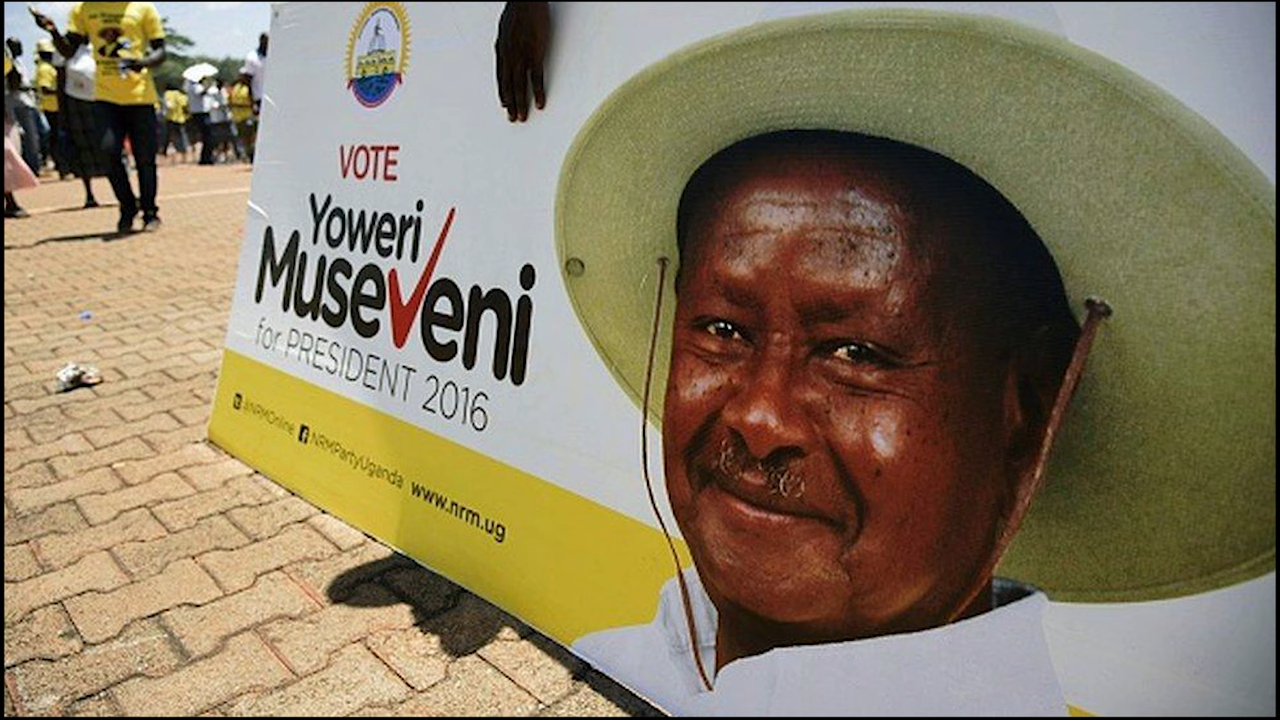 VOTE
Yoweri
Museveni
for PRESIDENT 2016
@NRMOnline NRMPartyUganda www.nrm.ug